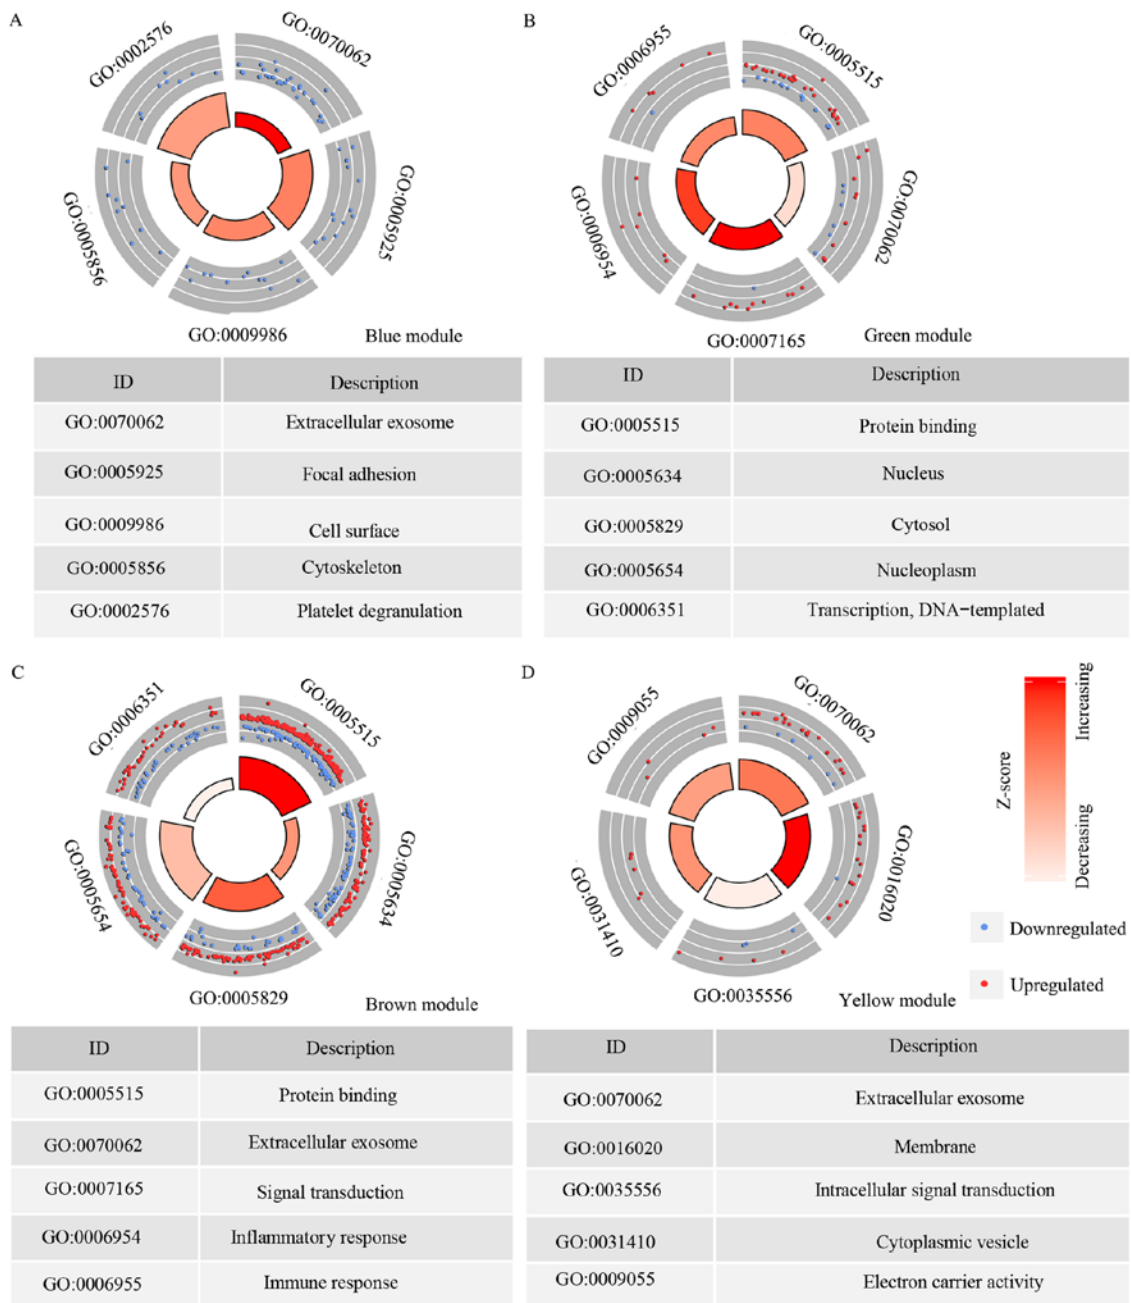 A
GO:0002576
GO:0070062
GO:0005925
GO:0009986
GO:0005856
Blue module
ID Description
GO:0070062 Extracellular exosome
GO:0005925 Focal adhesion
GO:0009986 Cell surface
GO:0005856 Cytoskeleton
GO:0002576 Platelet degranulation
B
GO:0006955
GO:0005515
GO:0070062
GO:0007165
GO:0006954
Green module
ID Description
GO:0005515 Protein binding
GO:0005634 Nucleus
GO:0005829 Cytosol
GO:0005654 Nucleoplasm
GO:0006351 Transcription, DNA−templated
C
GO:0006351
GO:0005515
GO:0005634
GO:0005829
GO:0005654
Brown module
ID Description
GO:0005515 Protein binding
GO:0070062 Extracellular exosome
GO:0007165 Signal transduction
GO:0006954 Inflammatory response
GO:0006955 Immune response
D
GO:0009055
GO:0070062
GO:0016020
GO:0035556
GO:0031410
Yellow module
Z-score
Increasing
Decreasing
Downregulated
Upregulated
ID Description
GO:0070062 Extracellular exosome
GO:0016020 Membrane
GO:0035556 Intracellular signal transduction
GO:0031410 Cytoplasmic vesicle
GO:0009055 Electron carrier activity